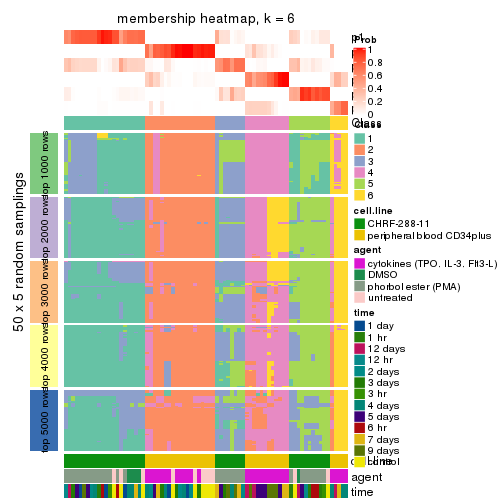 membership heatmap, k = 6
Prob
1
0.8
0.6
0.4
0.2
0
Class
1
2
3
4
5
6
cell.line
CHRF-288-11
peripheral blood CD34plus
agent
cytokines (TPO, IL-3, Flt3-L)
DMSO
phorbol ester (PMA)
untreated
time
1 day
1 hr
12 days
12 hr
2 days
3 days
3 hr
4 days
5 days
6 hr
7 days
9 days
control
50 x 5 random samplings
top 1000 rows
top 2000 rows
top 3000 rows
top 4000 rows
top 5000 rows
agent
time